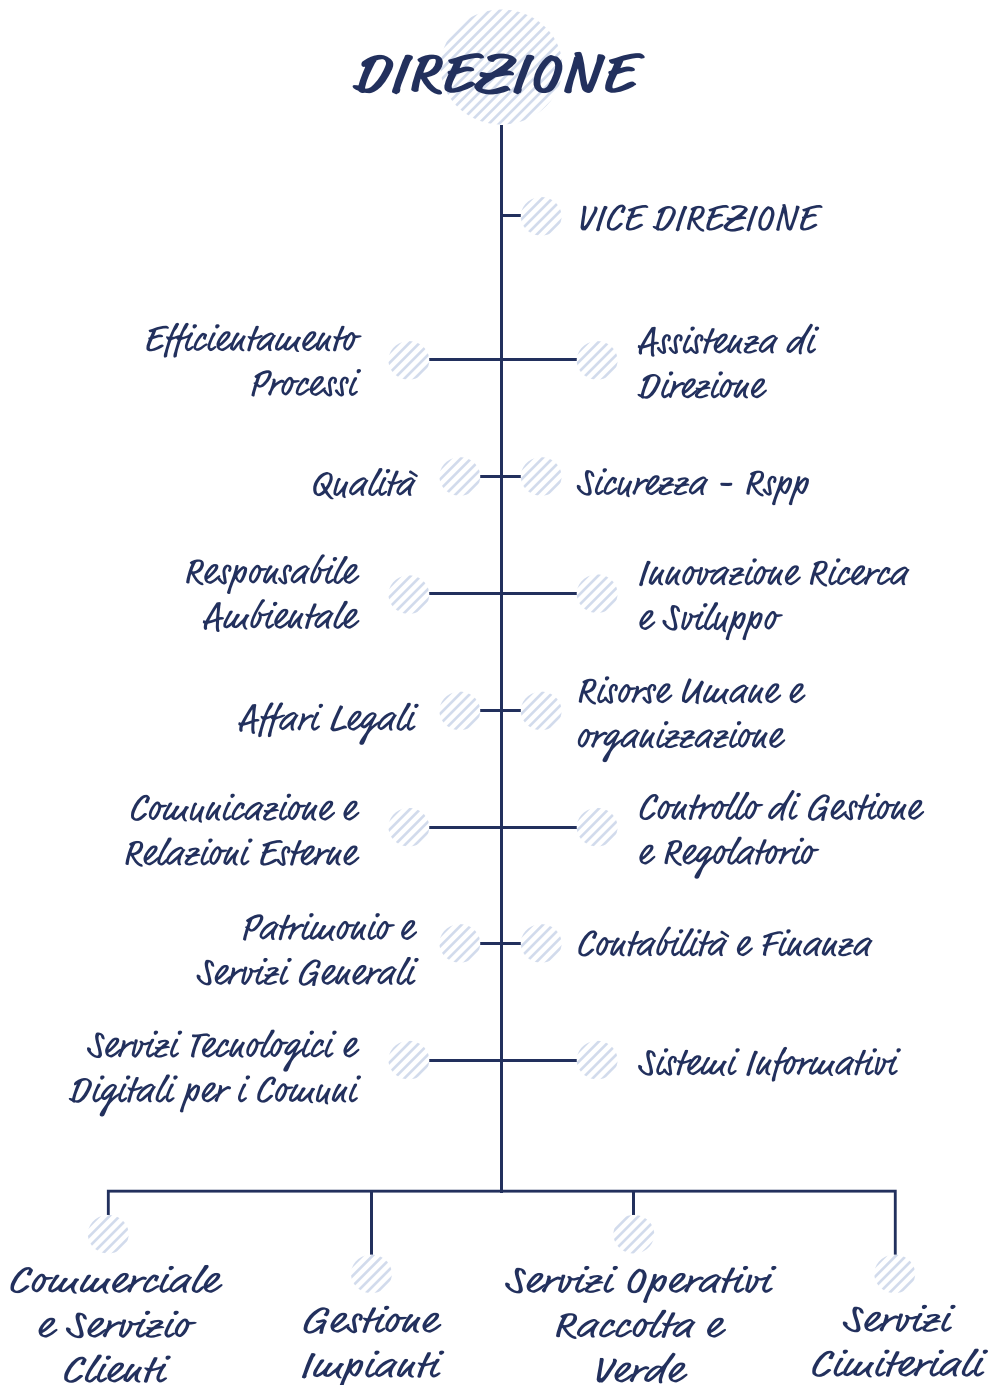 DIREZIONE
VICE DIREZIONE
Efficientamento
Processi
Assistenza di
Direzione
Qualità
Sicurezza - Rspp
Responsabile
Ambientale
Innovazione Ricerca
e Sviluppo
Affari Legali
Risorse Umane e
organizzazione
Comunicazione e
Relazioni Esterne
Controllo di Gestione
e Regolatorio
Patrimonio e
Servizi Generali
Contabilità e Finanza
Servizi Tecnologici e
Digitali per i Comuni
Sistemi Informativi
Commerciale
e Servizio
Clienti
Gestione
Impianti
Servizi Operativi
Raccolta e
Verde
Servizi
Cimiteriali